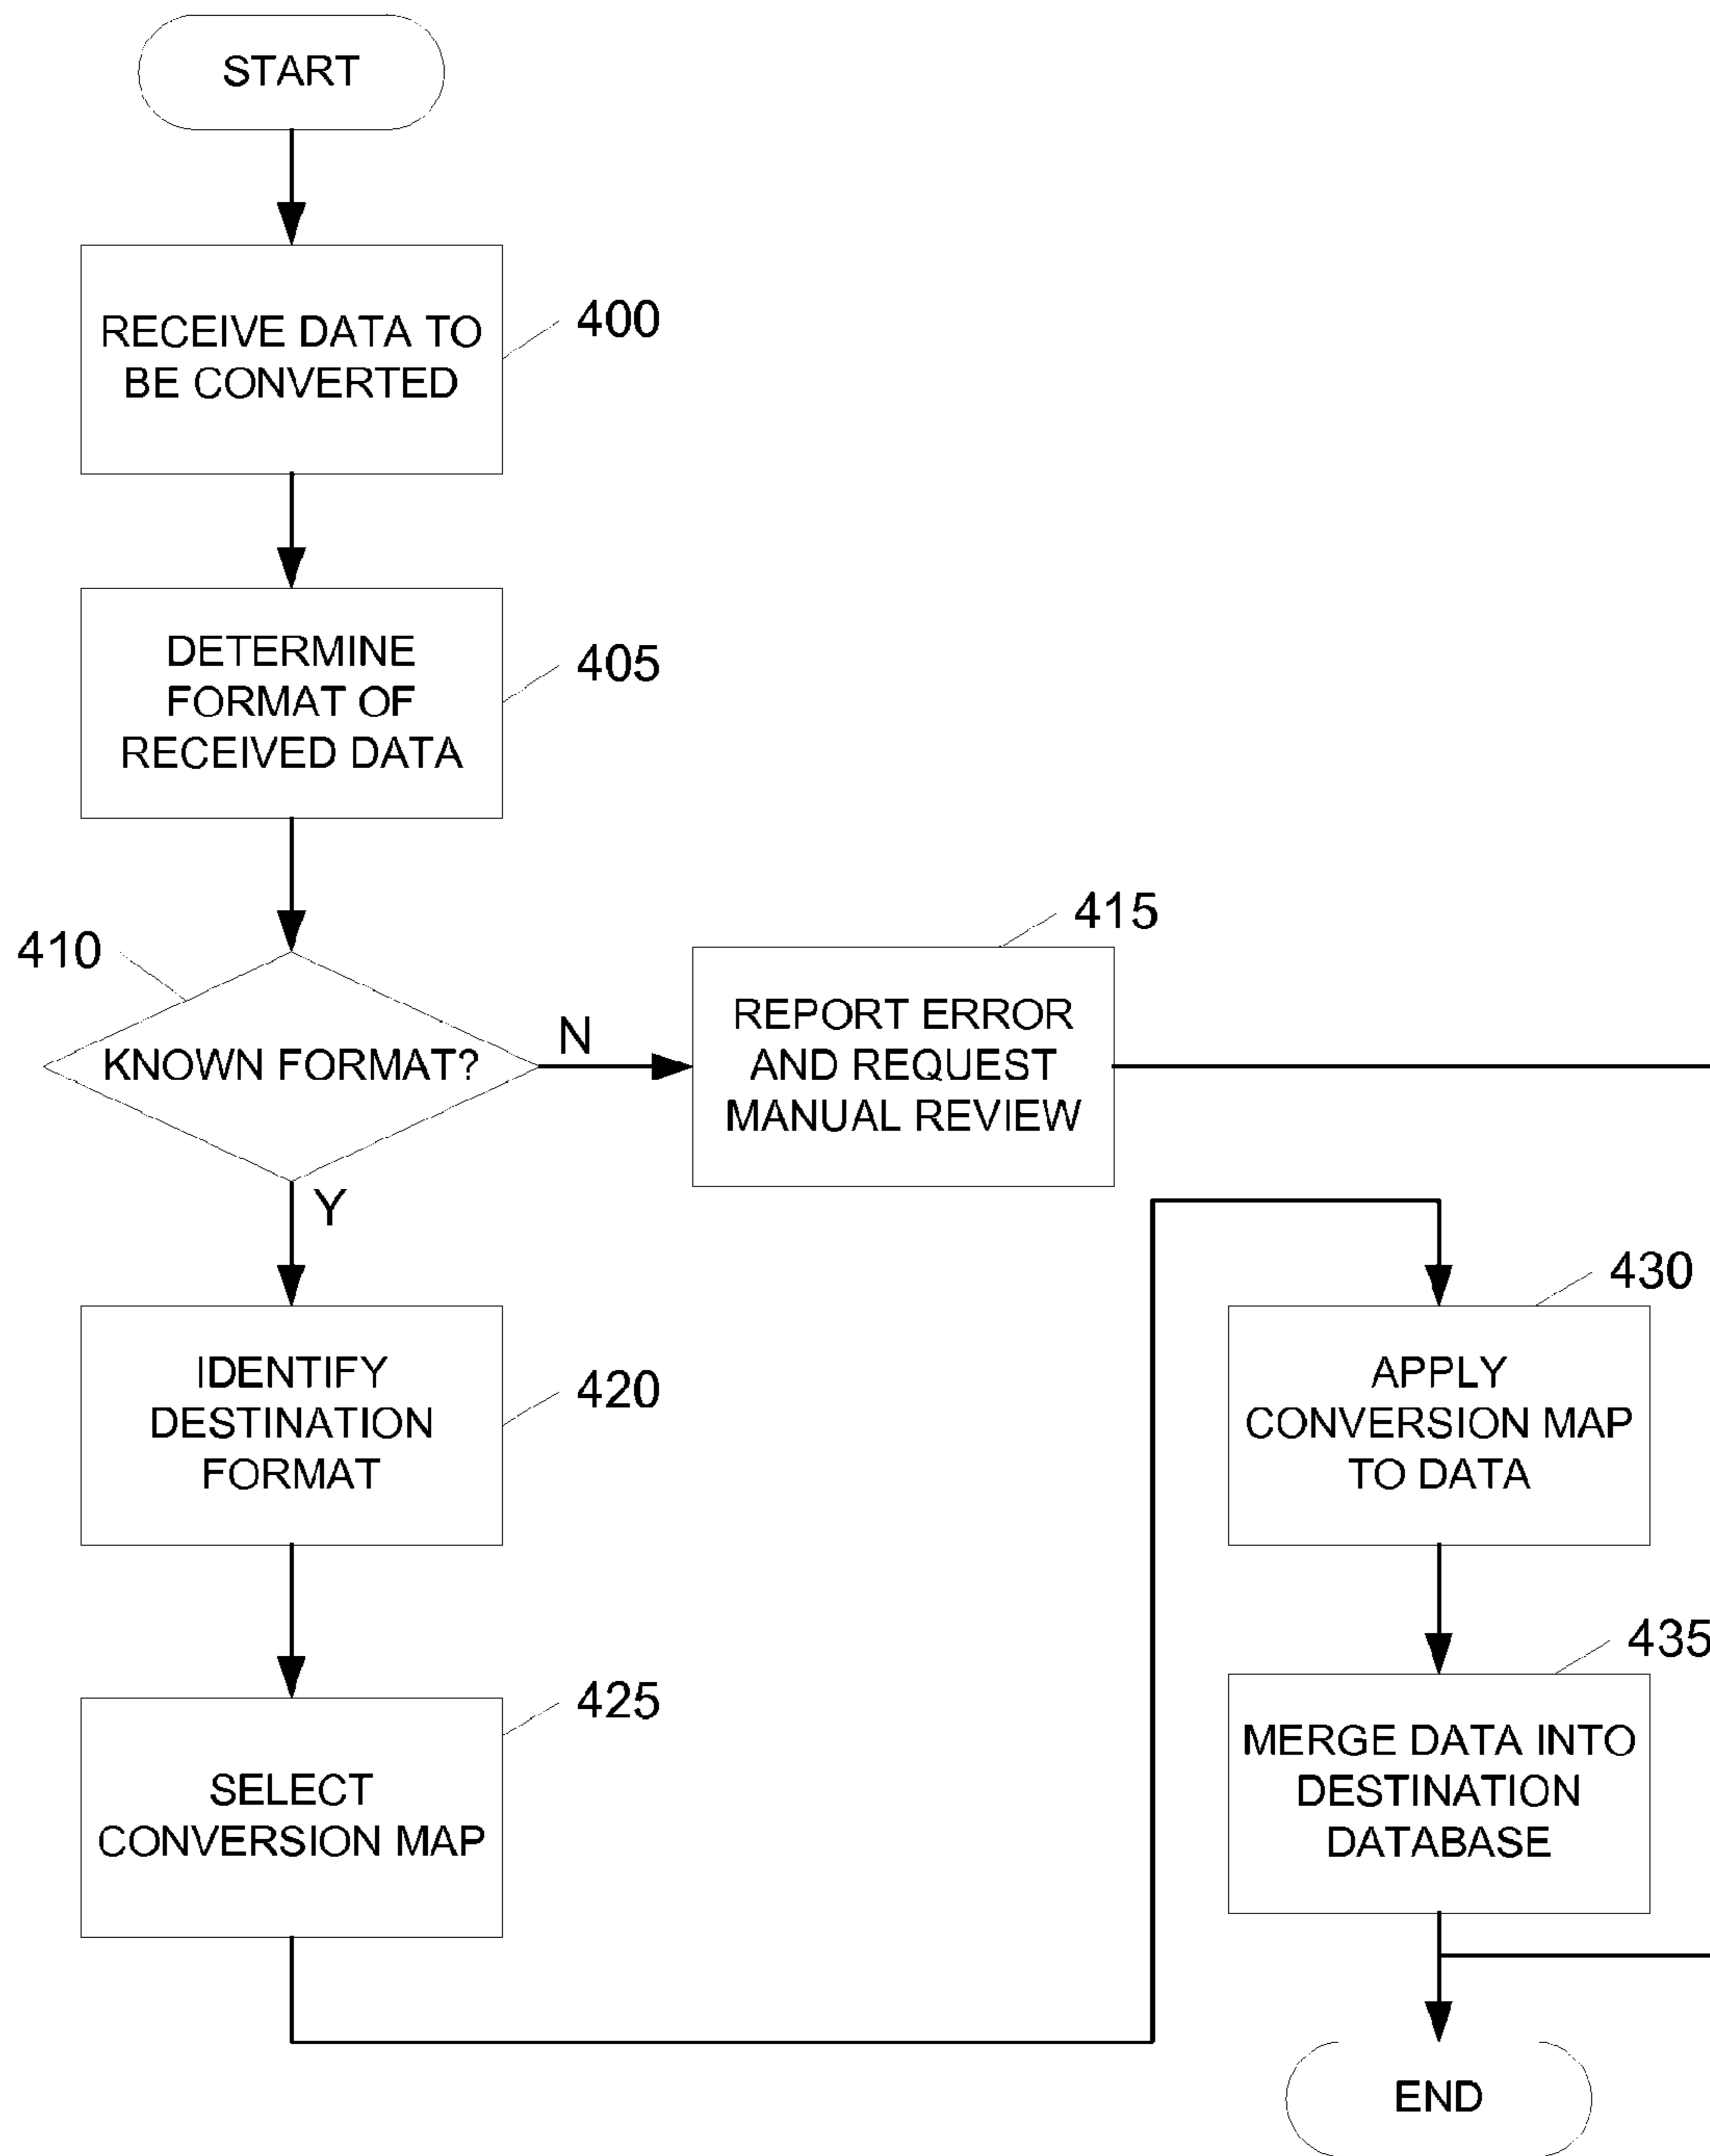 START
RECEIVE DATA TO
BE CONVERTED
400
DETERMINE
FORMAT OF
RECEIVED DATA
405
410
KNOWN FORMAT?
N
Y
415
REPORT ERROR
AND REQUEST
MANUAL REVIEW
IDENTIFY
DESTINATION
FORMAT
420
SELECT
CONVERSION MAP
425
430
APPLY
CONVERSION MAP
TO DATA
435
MERGE DATA INTO
DESTINATION
DATABASE
END